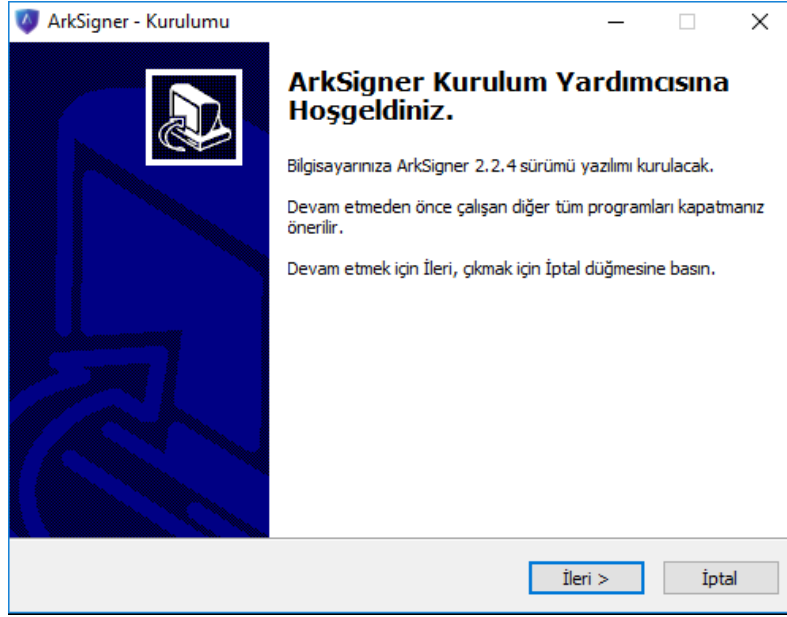 ArkSigner - Kurulumu
ArkSigner Kurulum Yardımcısına
Hoşgeldiniz.
Bilgisayarınıza ArkSigner 2.2.4 sürümü yazılımı kurulacak.
Devam etmeden önce çalışan diğer tüm programları kapatmanız
önerilir.
Devam etmek için İleri, çıkmak için İptal düğmesine basın.
İleri >
İptal